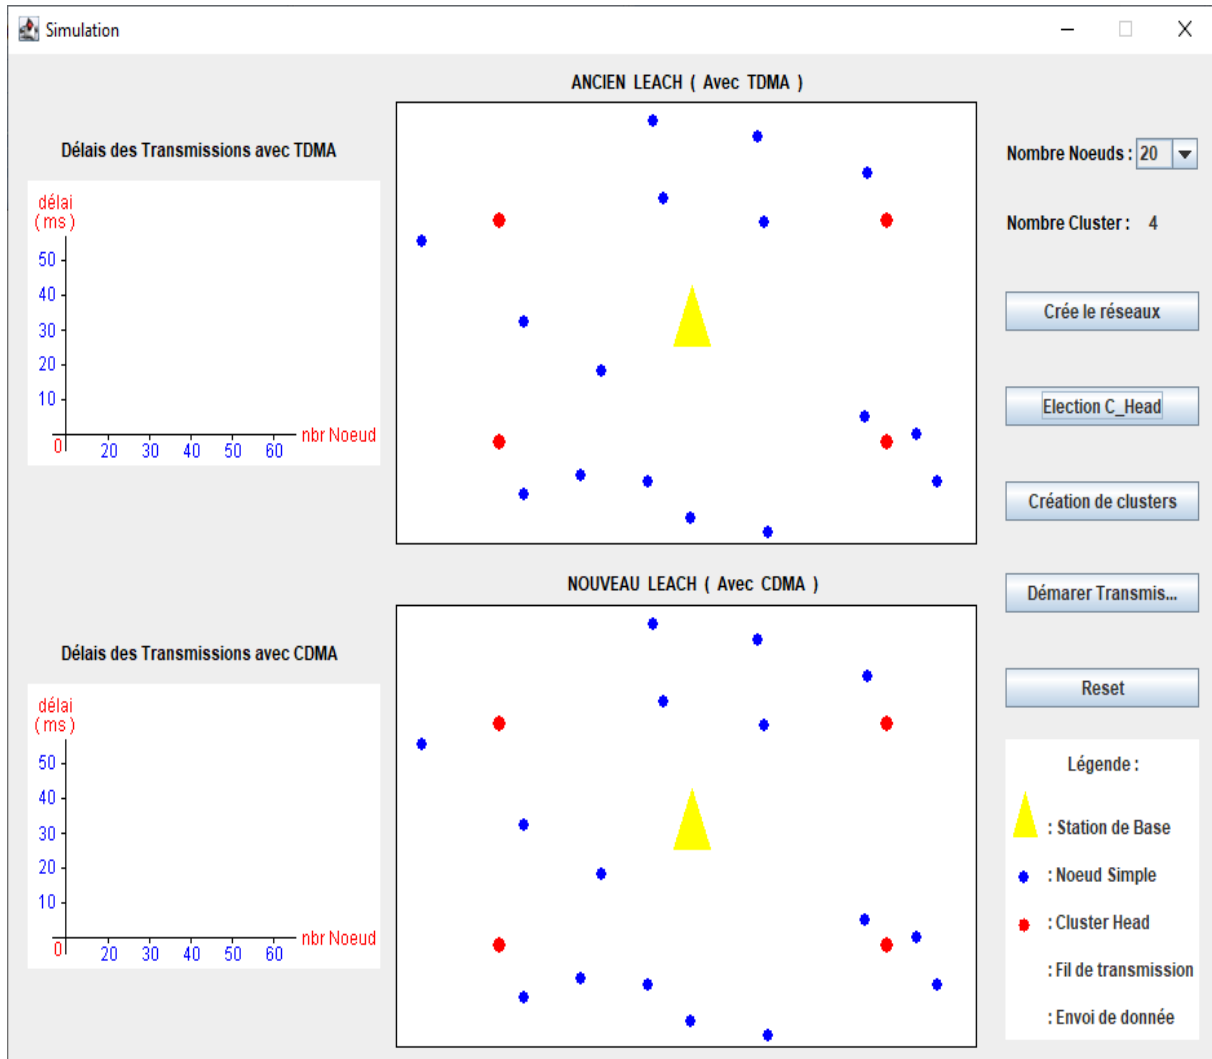 Simulation
ANCIEN LEACH ( Avec TDMA )
Délais des Transmissions avec TDMA
délai
( ms )
50
40
30
20
10
0
20 30 40 50 60
nbr Noeud
Nombre Noeuds : 20
Nombre Cluster : 4
Crée le réseaux
Election C_Head
Création de clusters
Démarer Transmis...
Reset
NOUVEAU LEACH ( Avec CDMA )
Délais des Transmissions avec CDMA
délai
( ms )
50
40
30
20
10
0
20 30 40 50 60
nbr Noeud
Légende :
: Station de Base
: Noeud Simple
: Cluster Head
: Fil de transmission
: Envoi de donnée